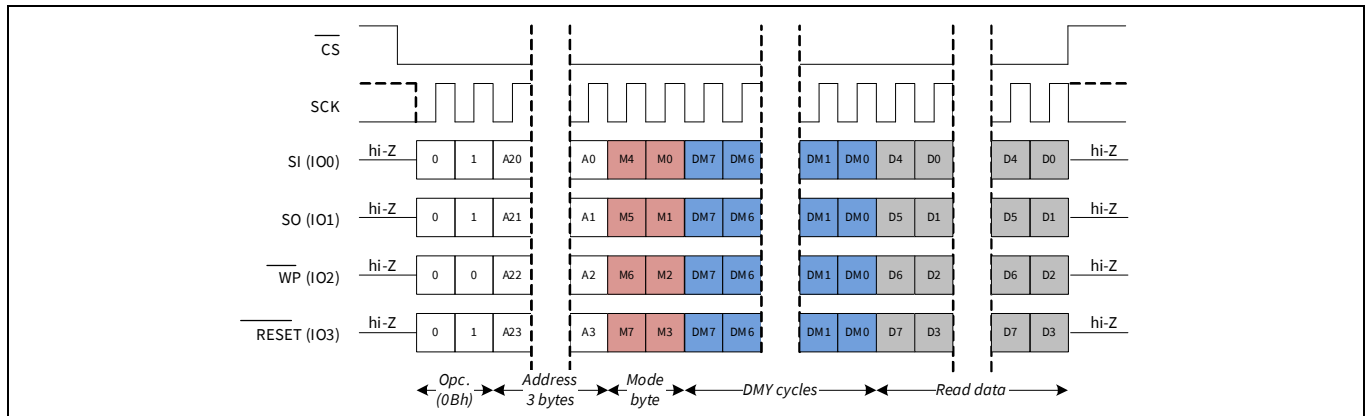 CS
SCK
SI (IO0) hi-Z 0 1 A20 A0 M4 M0 DM7 DM6 DM1 DM0 D4 D0 D4 D0 hi-Z
SO (IO1) hi-Z 0 1 A21 A1 M5 M1 DM7 DM6 DM1 DM0 D5 D1 D5 D1 hi-Z
WP (IO2) hi-Z 0 0 A22 A2 M6 M2 DM7 DM6 DM1 DM0 D6 D2 D6 D2 hi-Z
RESET (IO3) hi-Z 0 1 A23 A3 M7 M3 DM7 DM6 DM1 DM0 D7 D3 D7 D3 hi-Z
Opc. Address Mode DMY cycles Read data
(0Bh) 3 bytes byte